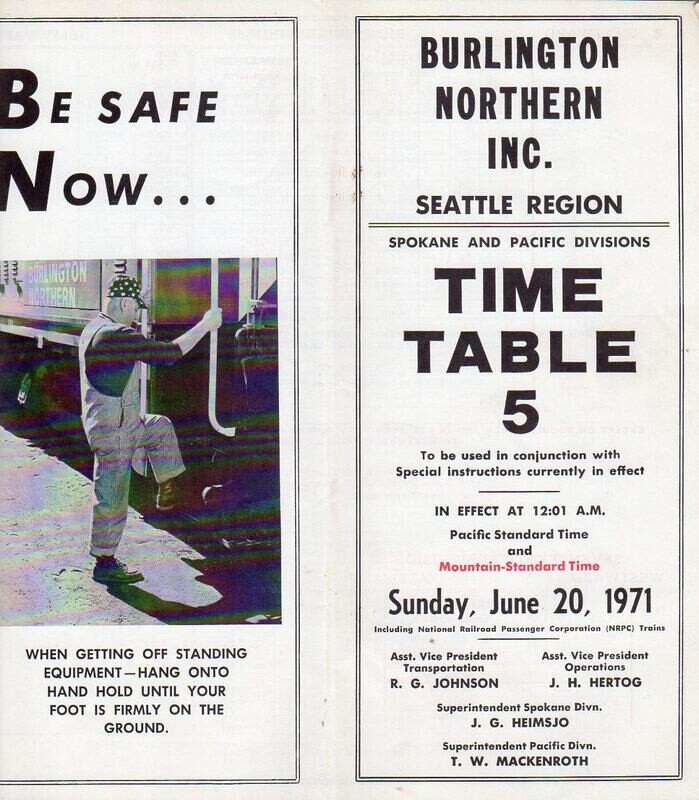 BE SAFE
NOW...
BURLINGTON
NORTHERN
WHEN GETTING OFF STANDING
EQUIPMENT—HANG ONTO
HAND HOLD UNTIL YOUR
FOOT IS FIRMLY ON THE
GROUND.
BURLINGTON
NORTHERN
INC.
SEATTLE REGION
SPOKANE AND PACIFIC DIVISIONS
TIME
TABLE
5
To be used in conjunction with
Special instructions currently in effect
IN EFFECT AT 12:01 A.M.
Pacific Standard Time
and
Mountain-Standard Time
Sunday, June 20, 1971
Including National Railroad Passenger Corporation (NRPC) Trains
Asst. Vice President
Transportation
R. G. JOHNSON
Asst. Vice President
Operations
J. H. HERTOG
Superintendent Spokane Divn.
J. G. HEIMSJO
Superintendent Pacific Divn.
T. W. MACKENROTH